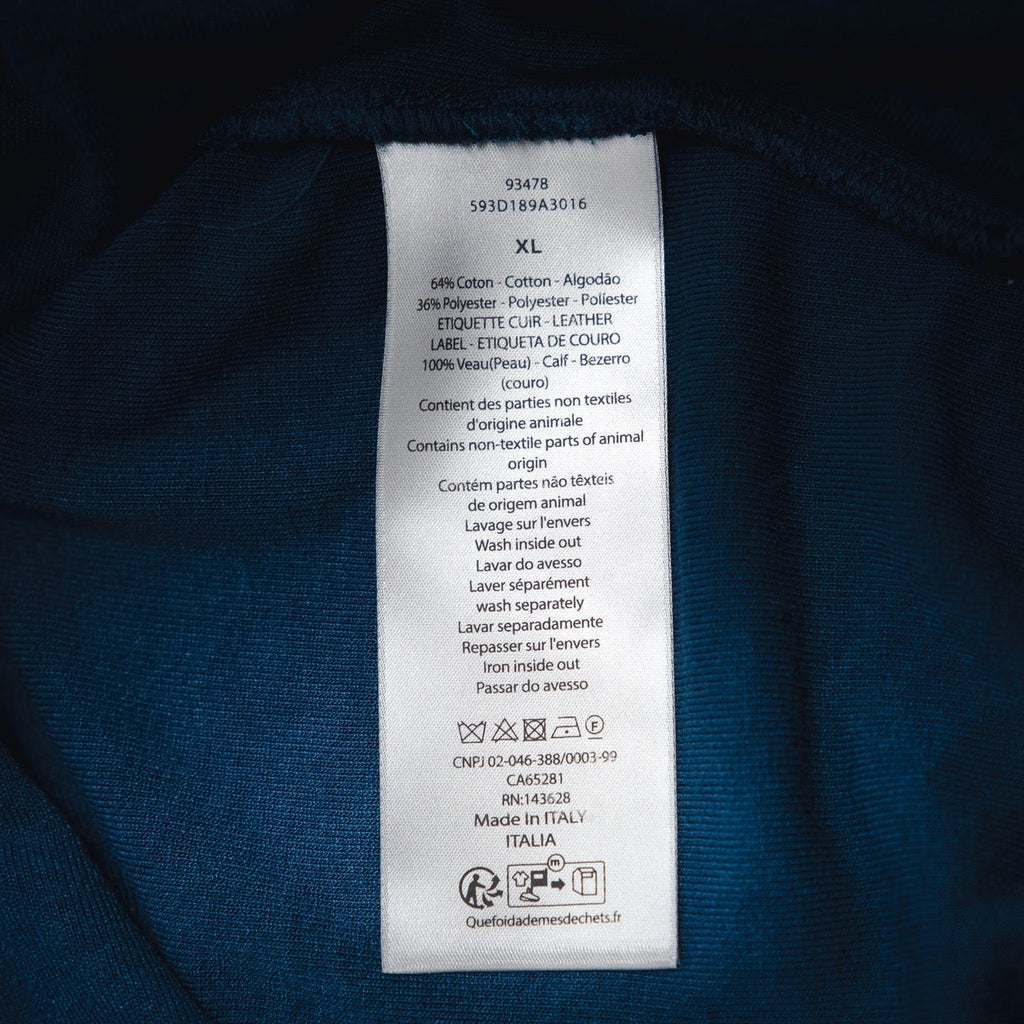 93478
593D189A3016
XL
64% Coton - Cotton - Algodão
36% Polyester - Polyester - Poliester
ETIQUETTE CUIR - LEATHER
LABEL - ETIQUETA DE COURO
100% Veau(Peau) - Calf - Bezerro
(couro)
Contient des parties non textiles
d'origine animale
Contains non-textile parts of animal
origin
Contém partes não têxteis
de origem animal
Lavage sur l'envers
Wash inside out
Lavar do avesso
Laver séparément
wash separately
Lavar separadamente
Repasser sur l'envers
Iron inside out
Passar do avesso
F
CNPJ 02-046-388/0003-99
CA65281
RN:143628
Made In ITALY
ITALIA
m
Quefoidademesdechets.fr